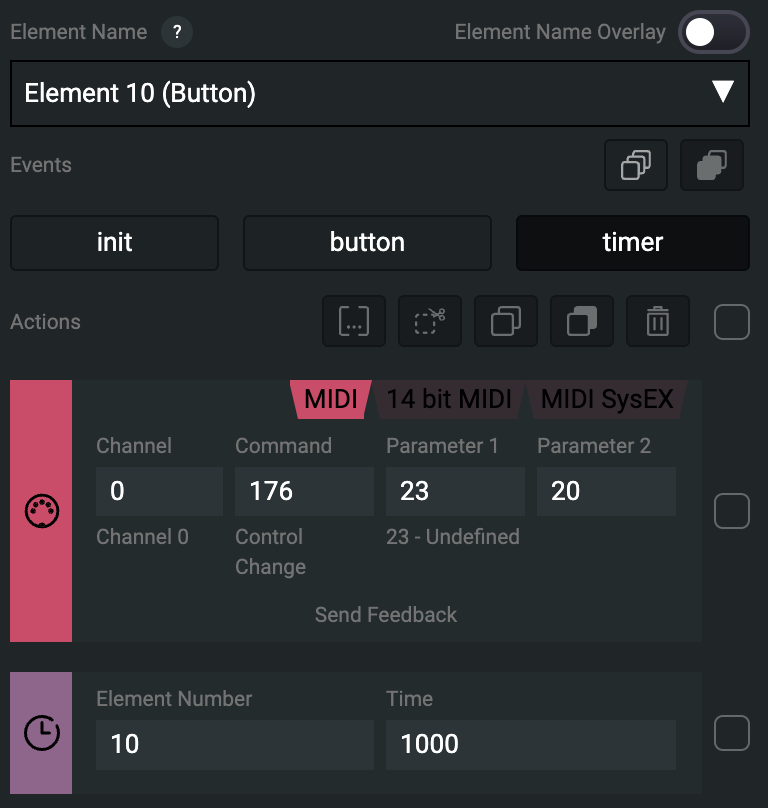 Element Name ? Element Name Overlay
Element 10 (Button)
Events
init button timer
Actions
MIDI 14 bit MIDI MIDI SysEX
Channel Command Parameter 1 Parameter 2
0 176 23 20
Channel 0 Control Change 23 - Undefined
Send Feedback
Element Number Time
10 1000